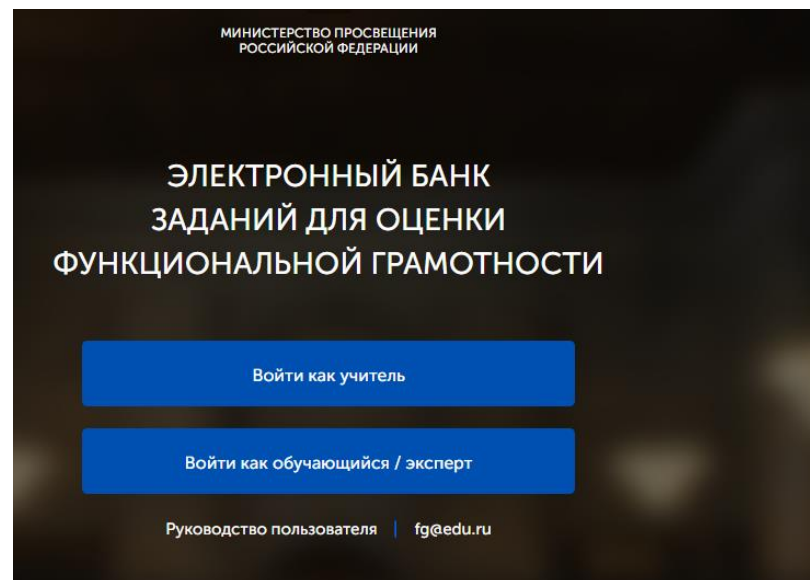 МИНИСТЕРСТВО ПРОСВЕЩЕНИЯ
РОССИЙСКОЙ ФЕДЕРАЦИИ
ЭЛЕКТРОННЫЙ БАНК
ЗАДАНИЙ ДЛЯ ОЦЕНКИ
ФУНКЦИОНАЛЬНОЙ ГРАМОТНОСТИ
Войти как учитель
Войти как обучающийся / эксперт
Руководство пользователя | fg@edu.ru